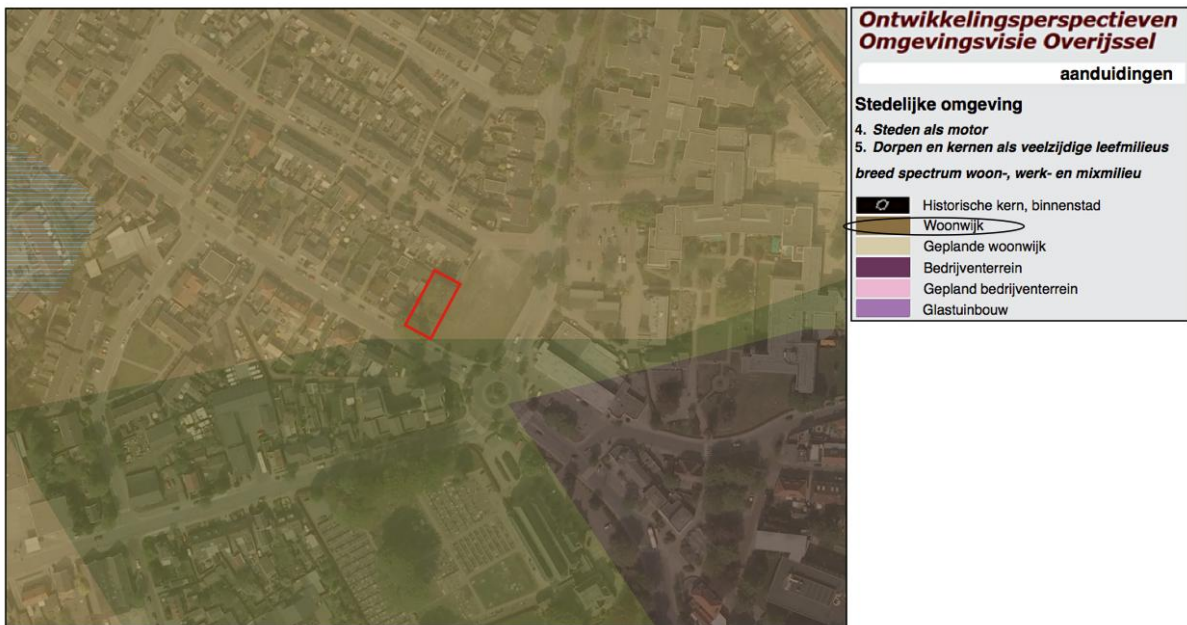 Ontwikkelingsperspectieven
Omgevingsvisie Overijssel
aanduidingen
Stedelijke omgeving
4. Steden als motor
5. Dorpen en kernen als veelzijdige leefmilieus
breed spectrum woon-, werk- en mixmilieu
Historische kern, binnenstad
Woonwijk
Geplande woonwijk
Bedrijventerrein
Gepland bedrijventerrein
Glastuinbouw